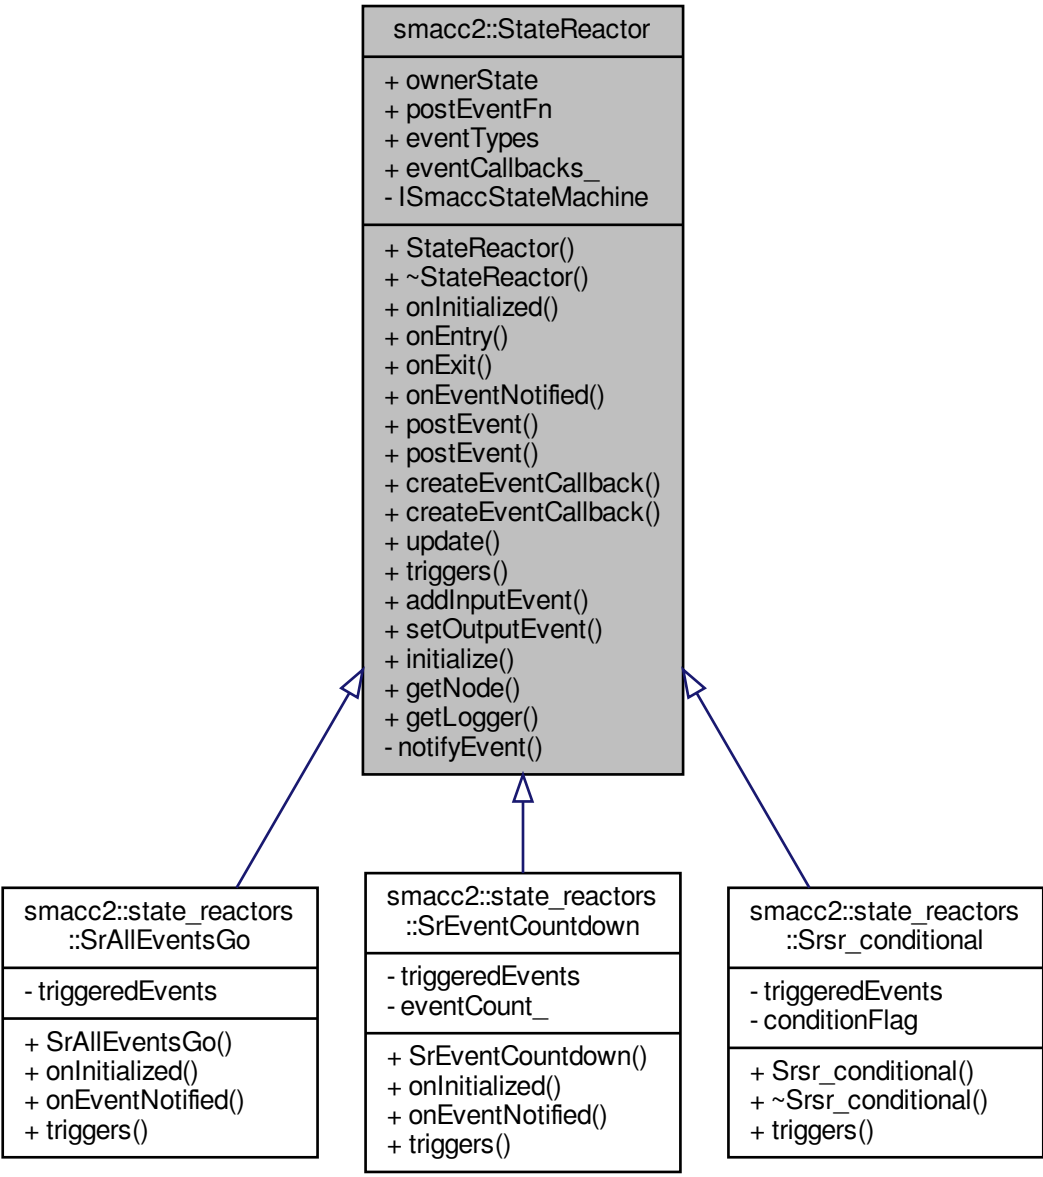 smacc2::StateReactor
+ ownerState
+ postEventFn
+ eventTypes
+ eventCallbacks_
- ISmaccStateMachine
+ StateReactor()
+ ~StateReactor()
+ onInitialized()
+ onEntry()
+ onExit()
+ onEventNotified()
+ postEvent()
+ postEvent()
+ createEventCallback()
+ createEventCallback()
+ update()
+ triggers()
+ addInputEvent()
+ setOutputEvent()
+ initialize()
+ getNode()
+ getLogger()
- notifyEvent()
smacc2::state_reactors
::SrAllEventsGo
- triggeredEvents
+ SrAllEventsGo()
+ onInitialized()
+ onEventNotified()
+ triggers()
smacc2::state_reactors
::SrEventCountdown
- triggeredEvents
- eventCount_
+ SrEventCountdown()
+ onInitialized()
+ onEventNotified()
+ triggers()
smacc2::state_reactors
::Srsr_conditional
- triggeredEvents
- conditionFlag
+ Srsr_conditional()
+ ~Srsr_conditional()
+ triggers()